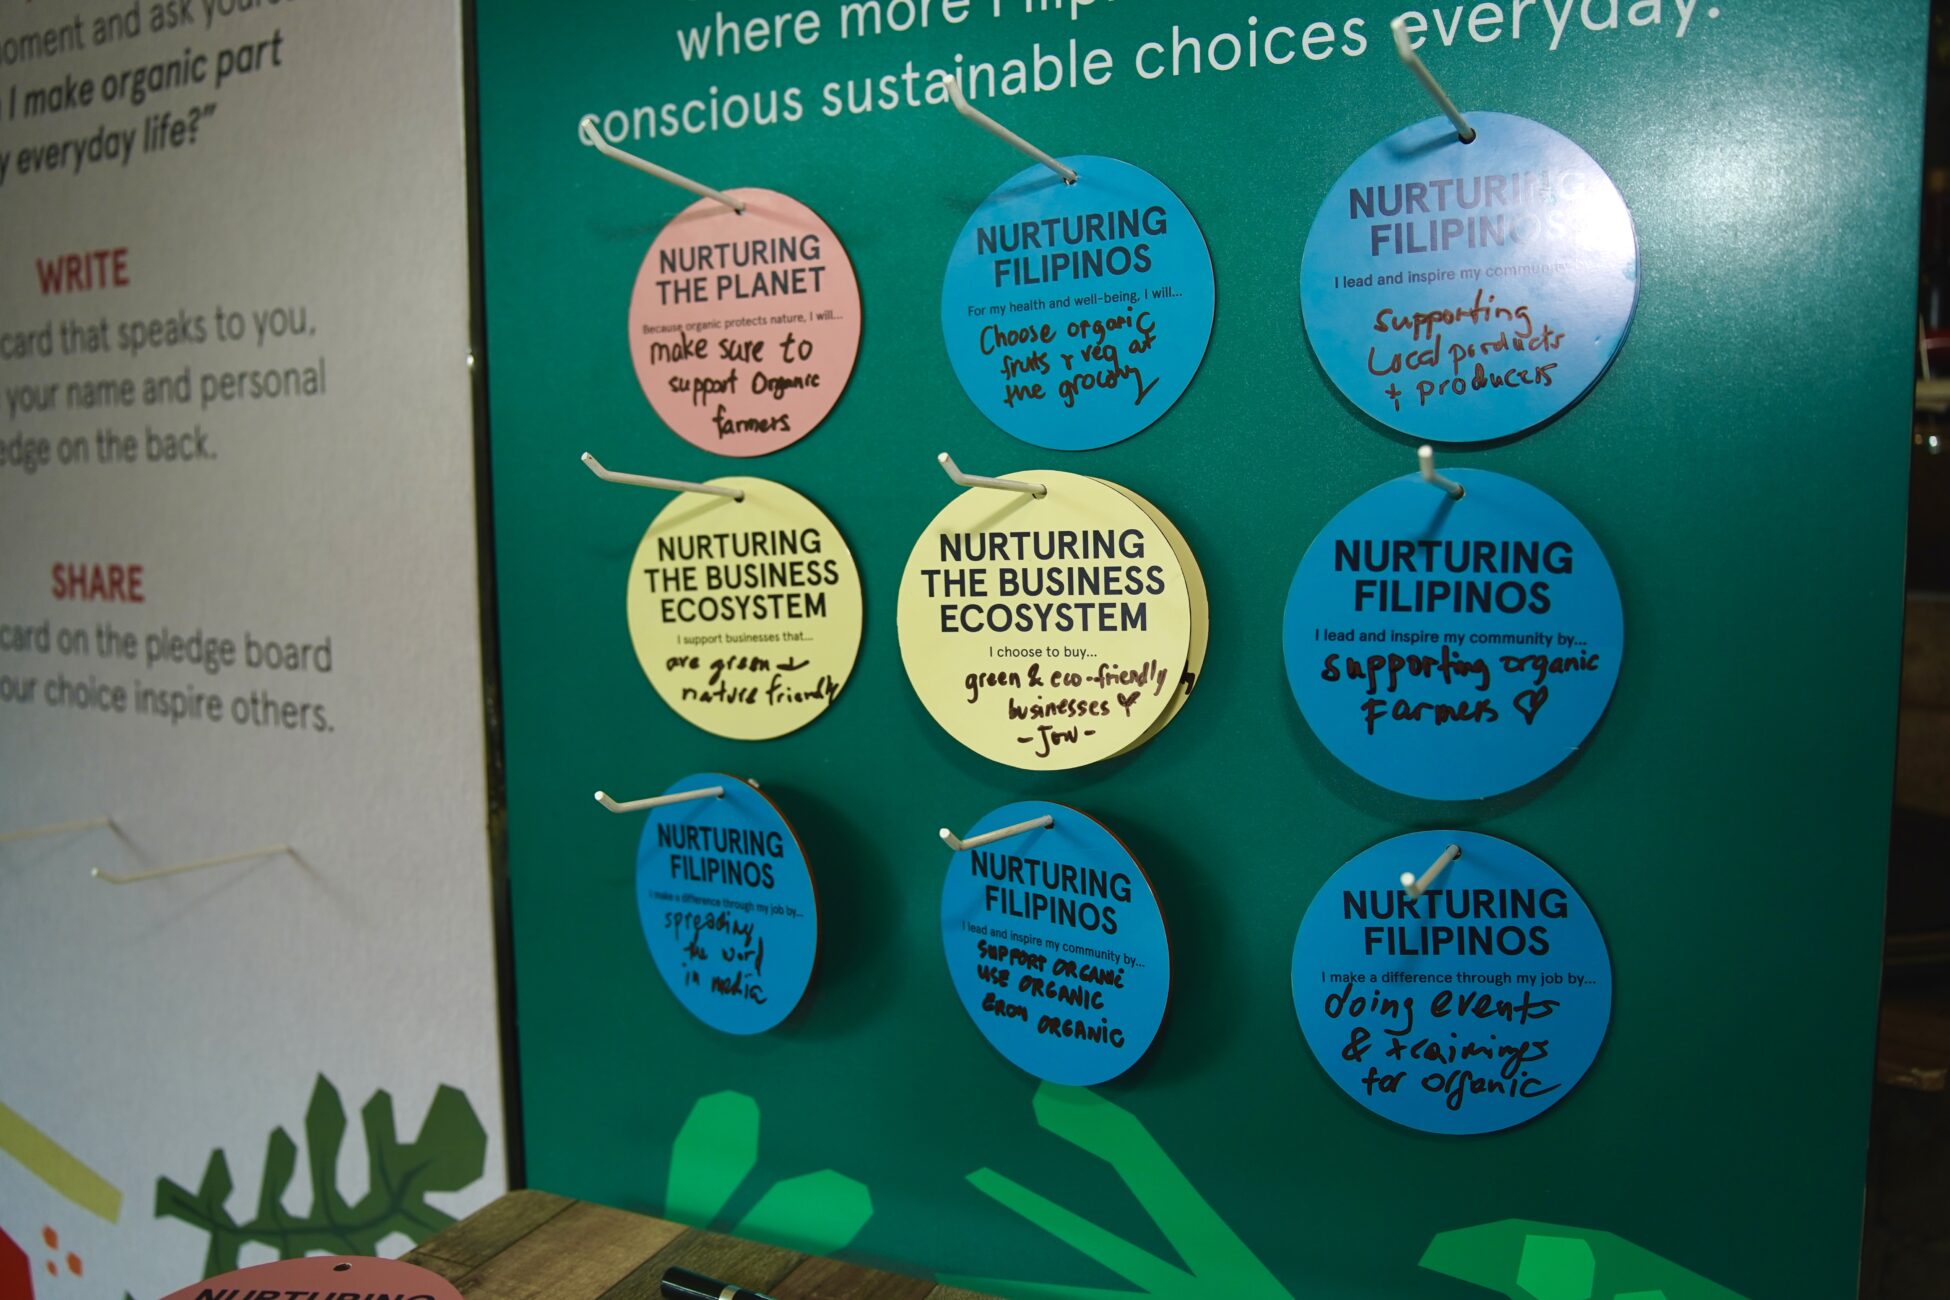 moment and ask
I make organic part
everyday life?”
WRITE
card that speaks to you,
your name and personal
on the back.
SHARE
card on the pledge board
choice inspire others.
where more
conscious sustainable choices everyday.
NURTURING
THE PLANET
Because organic protects nature, I will...
make sure to
support Organic
farmers
NURTURING
FILIPINOS
For my health and well-being, I will...
Choose organic
fruits & veg at
the grocery
NURTURING
FILIPINOS
I lead and inspire my
Supporting
Local products
+ producers
NURTURING
THE BUSINESS
ECOSYSTEM
I support businesses that...
are green &
nature friendly
NURTURING
THE BUSINESS
ECOSYSTEM
I choose to buy...
green & eco-friendly
businesses
- Jow -
NURTURING
FILIPINOS
I lead and inspire my community by...
supporting organic
Farmers
NURTURING
FILIPINOS
I make a difference through my job by...
spreading
the word
in media
NURTURING
FILIPINOS
I lead and inspire my community by...
SUPPORT ORGANIC
USE ORGANIC
GROW ORGANIC
NURTURING
FILIPINOS
I make a difference through my job by...
doing events
& trainings
for organic
NURTURING